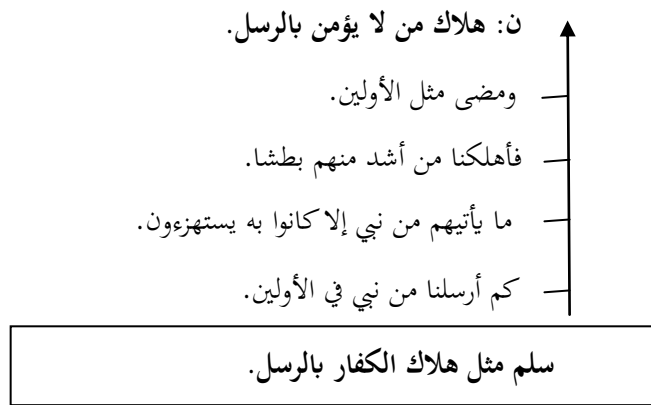 ن: هلاك من لا يؤمن بالرسل.
ومضى مثل الأولين.
فأهلكنا من أشد منهم بطشا.
ما يأتيهم من نبي إلا كانوا به يستهزءون.
كم أرسلنا من نبي في الأولين.
سلم مثل هلاك الكفار بالرسل.